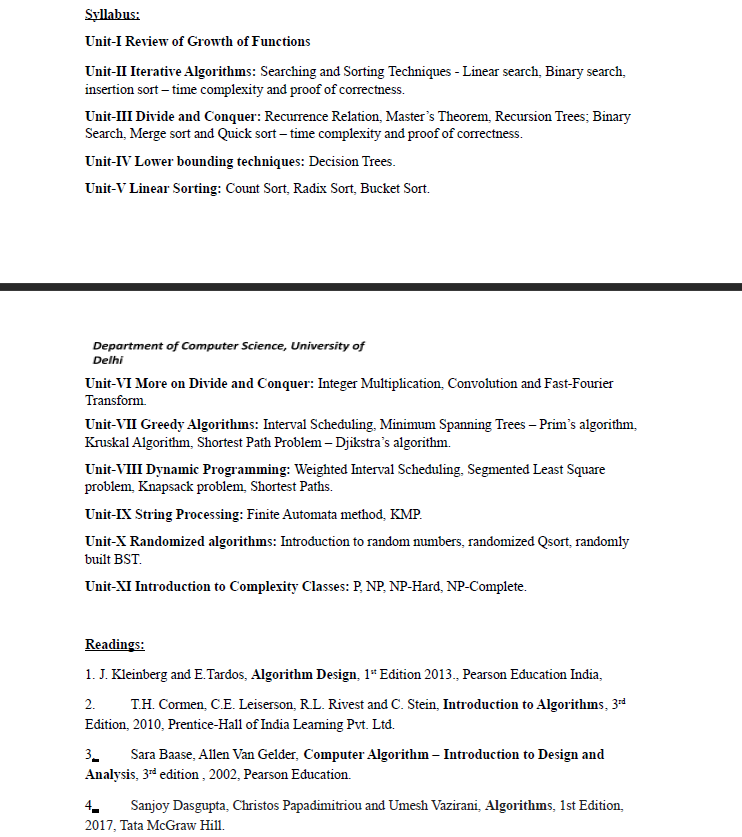 Syllabus:
Unit-I Review of Growth of Functions
Unit-II Iterative Algorithms: Searching and Sorting Techniques - Linear search, Binary search,
insertion sort – time complexity and proof of correctness.
Unit-III Divide and Conquer: Recurrence Relation, Master’s Theorem, Recursion Trees; Binary
Search, Merge sort and Quick sort – time complexity and proof of correctness.
Unit-IV Lower bounding techniques: Decision Trees.
Unit-V Linear Sorting: Count Sort, Radix Sort, Bucket Sort.
Department of Computer Science, University of
Delhi
Unit-VI More on Divide and Conquer: Integer Multiplication, Convolution and Fast-Fourier
Transform.
Unit-VII Greedy Algorithms: Interval Scheduling, Minimum Spanning Trees – Prim’s algorithm,
Kruskal Algorithm, Shortest Path Problem – Djikstra’s algorithm.
Unit-VIII Dynamic Programming: Weighted Interval Scheduling, Segmented Least Square
problem, Knapsack problem, Shortest Paths.
Unit-IX String Processing: Finite Automata method, KMP.
Unit-X Randomized algorithms: Introduction to random numbers, randomized Qsort, randomly
built BST.
Unit-XI Introduction to Complexity Classes: P, NP, NP-Hard, NP-Complete.
Readings:
1. J. Kleinberg and E.Tardos, Algorithm Design, 1st Edition 2013., Pearson Education India,
2. T.H. Cormen, C.E. Leiserson, R.L. Rivest and C. Stein, Introduction to Algorithms, 3rd
Edition, 2010, Prentice-Hall of India Learning Pvt. Ltd.
3. Sara Baase, Allen Van Gelder, Computer Algorithm – Introduction to Design and
Analysis, 3rd edition , 2002, Pearson Education.
4. Sanjoy Dasgupta, Christos Papadimitriou and Umesh Vazirani, Algorithms, 1st Edition,
2017, Tata McGraw Hill.